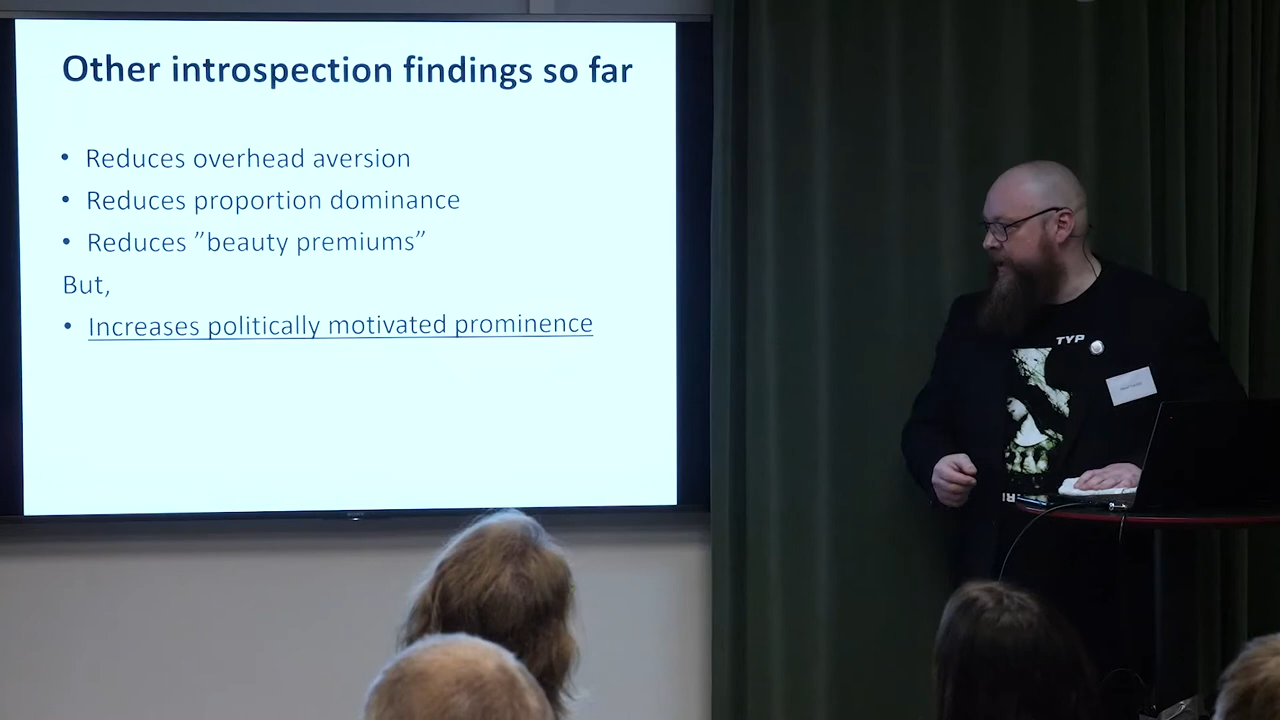 Other introspection findings so far
• Reduces overhead aversion
• Reduces proportion dominance
• Reduces ”beauty premiums”
But,
• Increases politically motivated prominence
SONY
TYP